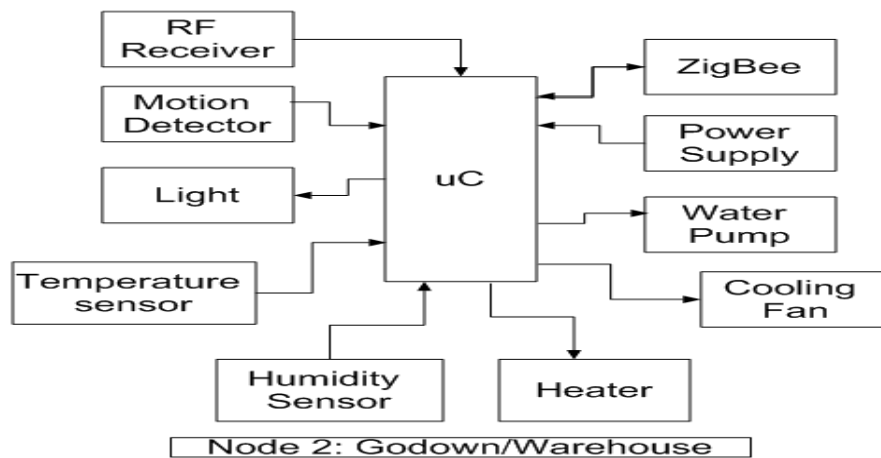 RF
Receiver
ZigBee
Motion
Detector
Power
Supply
uC
Light
Water
Pump
Temperature
sensor
Cooling
Fan
Humidity
Sensor
Heater
Node 2: Godown/Warehouse